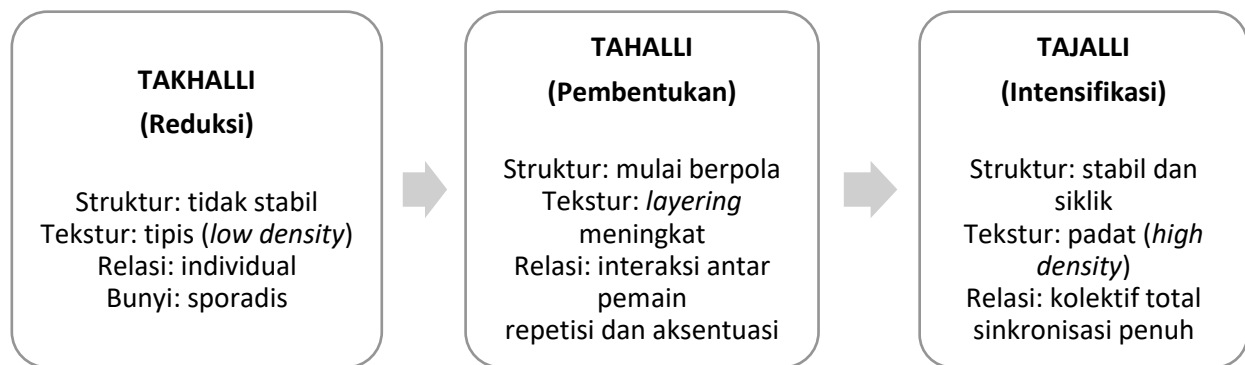 TAKHALLI
(Reduksi)
Struktur: tidak stabil
Tekstur: tipis (low density)
Relasi: individual
Bunyi: sporadis
TAHALLI
(Pembentukan)
Struktur: mulai berpola
Tekstur: layering
meningkat
Relasi: interaksi antar
pemain
repetisi dan aksentuasi
TAJALLI
(Intensifikasi)
Struktur: stabil dan
siklik
Tekstur: padat (high
density)
Relasi: kolektif total
sinkronisasi penuh